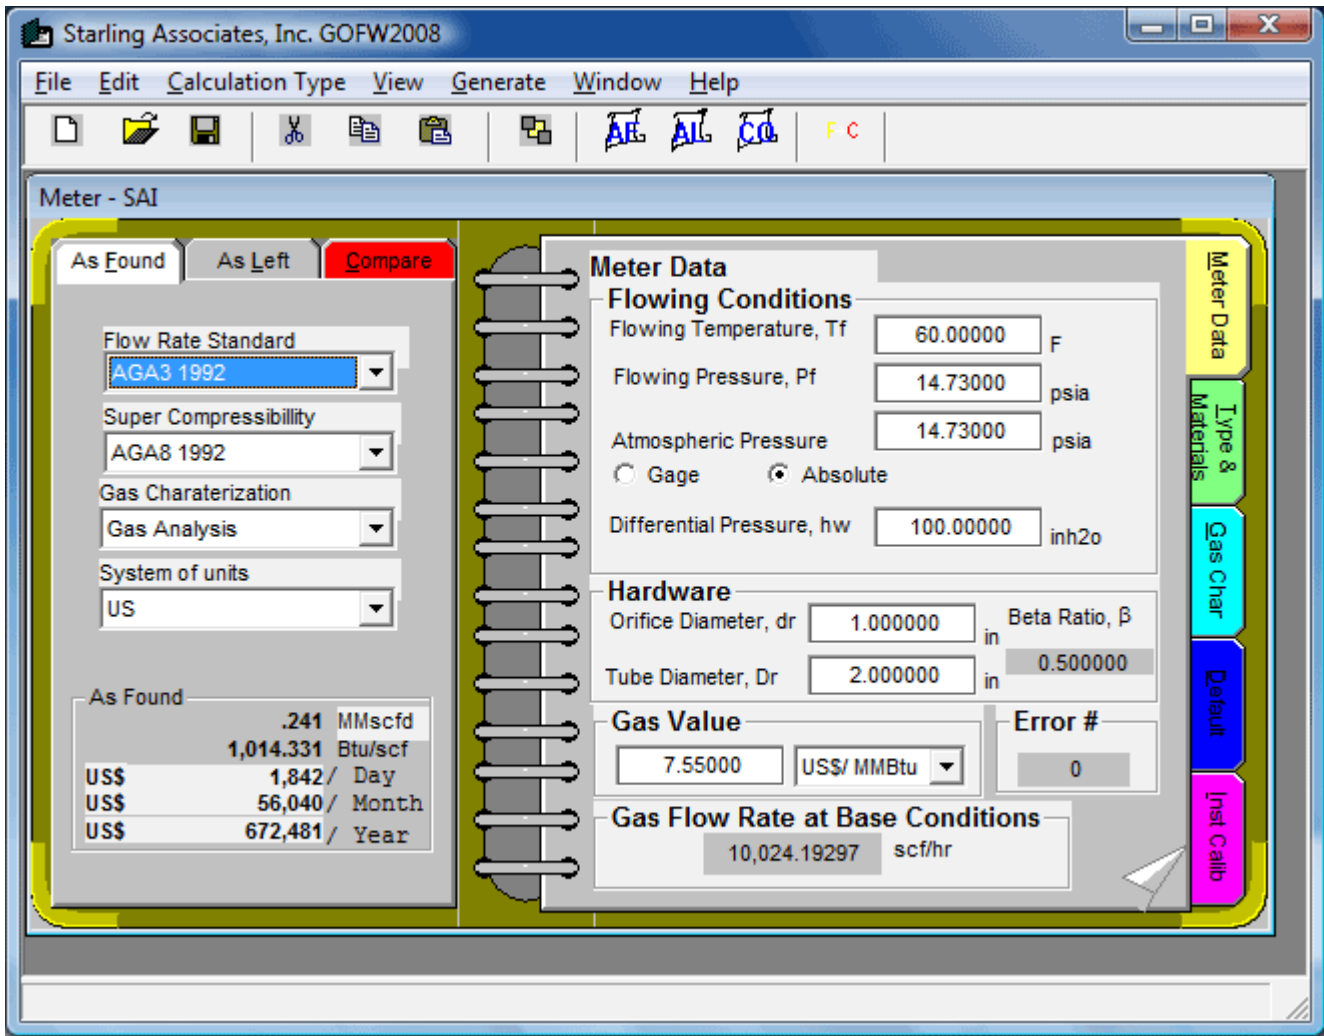 Starling Associates, Inc. GOFW2008
File Edit Calculation Type View Generate Window Help
AF. AL. CO. F C
Meter - SAI
As Found As Left Compare
Flow Rate Standard
AGA3 1992
Super Compressibillity
AGA8 1992
Gas Charaterization
Gas Analysis
System of units
US
As Found
.241 MMscfd
1,014.331 Btu/scf
US$ 1,842/ Day
US$ 56,040/ Month
US$ 672,481/ Year
Meter Data
Flowing Conditions
Flowing Temperature, Tf 60.00000 F
Flowing Pressure, Pf 14.73000 psia
Atmospheric Pressure 14.73000 psia
Gage Absolute
Differential Pressure, hw 100.00000 inh2o
Hardware
Orifice Diameter, dr 1.000000 in Beta Ratio, β
Tube Diameter, Dr 2.000000 in 0.500000
Gas Value Error #
7.55000 US$/ MMBtu 0
Gas Flow Rate at Base Conditions
10,024.19297 scf/hr
Meter Data
Type &
Materials
Gas Char
Default
Inst Calib